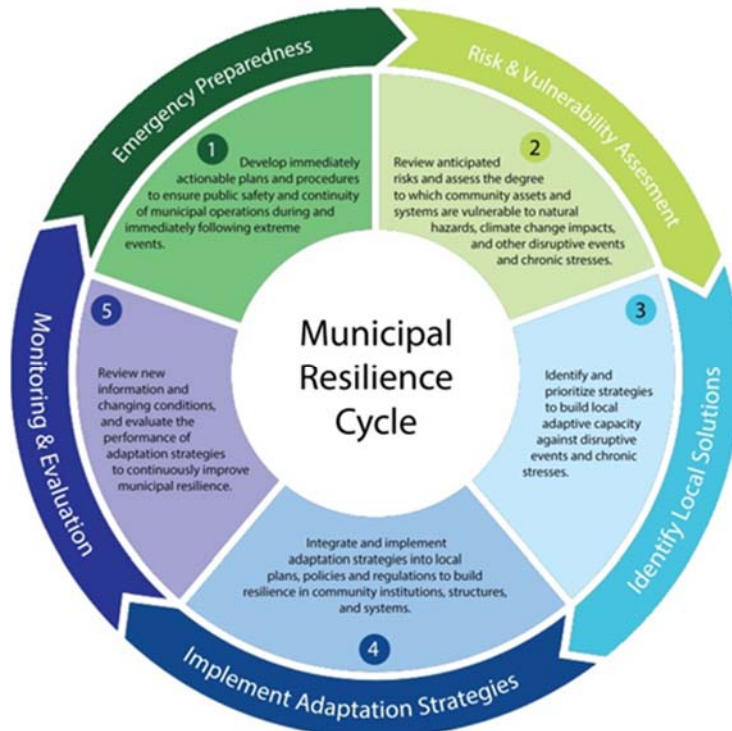 Municipal
Resilience
Cycle
Emergency Preparedness
1
Develop immediately
actionable plans and procedures
to ensure public safety and continuity
of municipal operations during and
immediately following extreme
events.
Risk & Vulnerability Assesment
2
Review anticipated
risks and assess the degree
to which community assets and
systems are vulnerable to natural
hazards, climate change impacts,
and other disruptive events
and chronic stresses.
Identify Local Solutions
3
Identify and
prioritize strategies
to build local
adaptive capacity
against disruptive
events and chronic
stresses.
Implement Adaptation Strategies
4
Integrate and implement
adaptation strategies into local
plans, policies and regulations to build
resilience in community institutions, structures,
and systems.
Monitoring & Evaluation
5
Review new
information and
changing conditions,
and evaluate the
performance of
adaptation strategies
to continuously improve
municipal resilience.